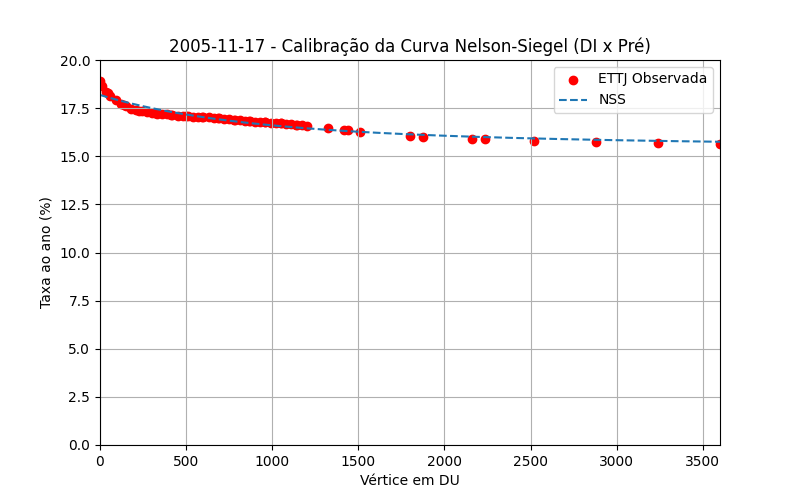 2005-11-17 - Calibração da Curva Nelson-Siegel (DI x Pré)
ETTJ Observada
NSS
Taxa ao ano (%)
20.0
17.5
15.0
12.5
10.0
7.5
5.0
2.5
0.0
0 500 1000 1500 2000 2500 3000 3500
Vértice em DU